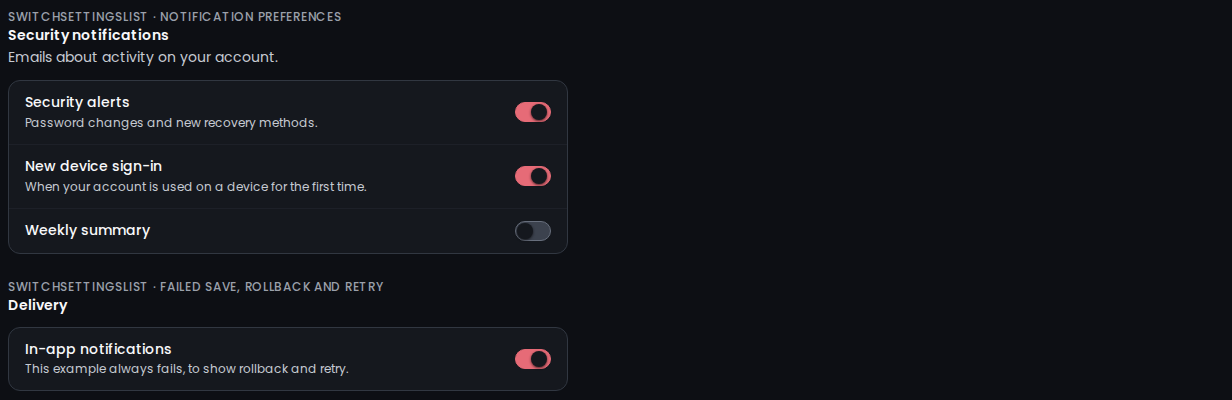 SWITCHSETTINGSLIST · NOTIFICATION PREFERENCES
Security notifications
Emails about activity on your account.
Security alerts
Password changes and new recovery methods.
New device sign-in
When your account is used on a device for the first time.
Weekly summary
SWITCHSETTINGSLIST · FAILED SAVE, ROLLBACK AND RETRY
Delivery
In-app notifications
This example always fails, to show rollback and retry.